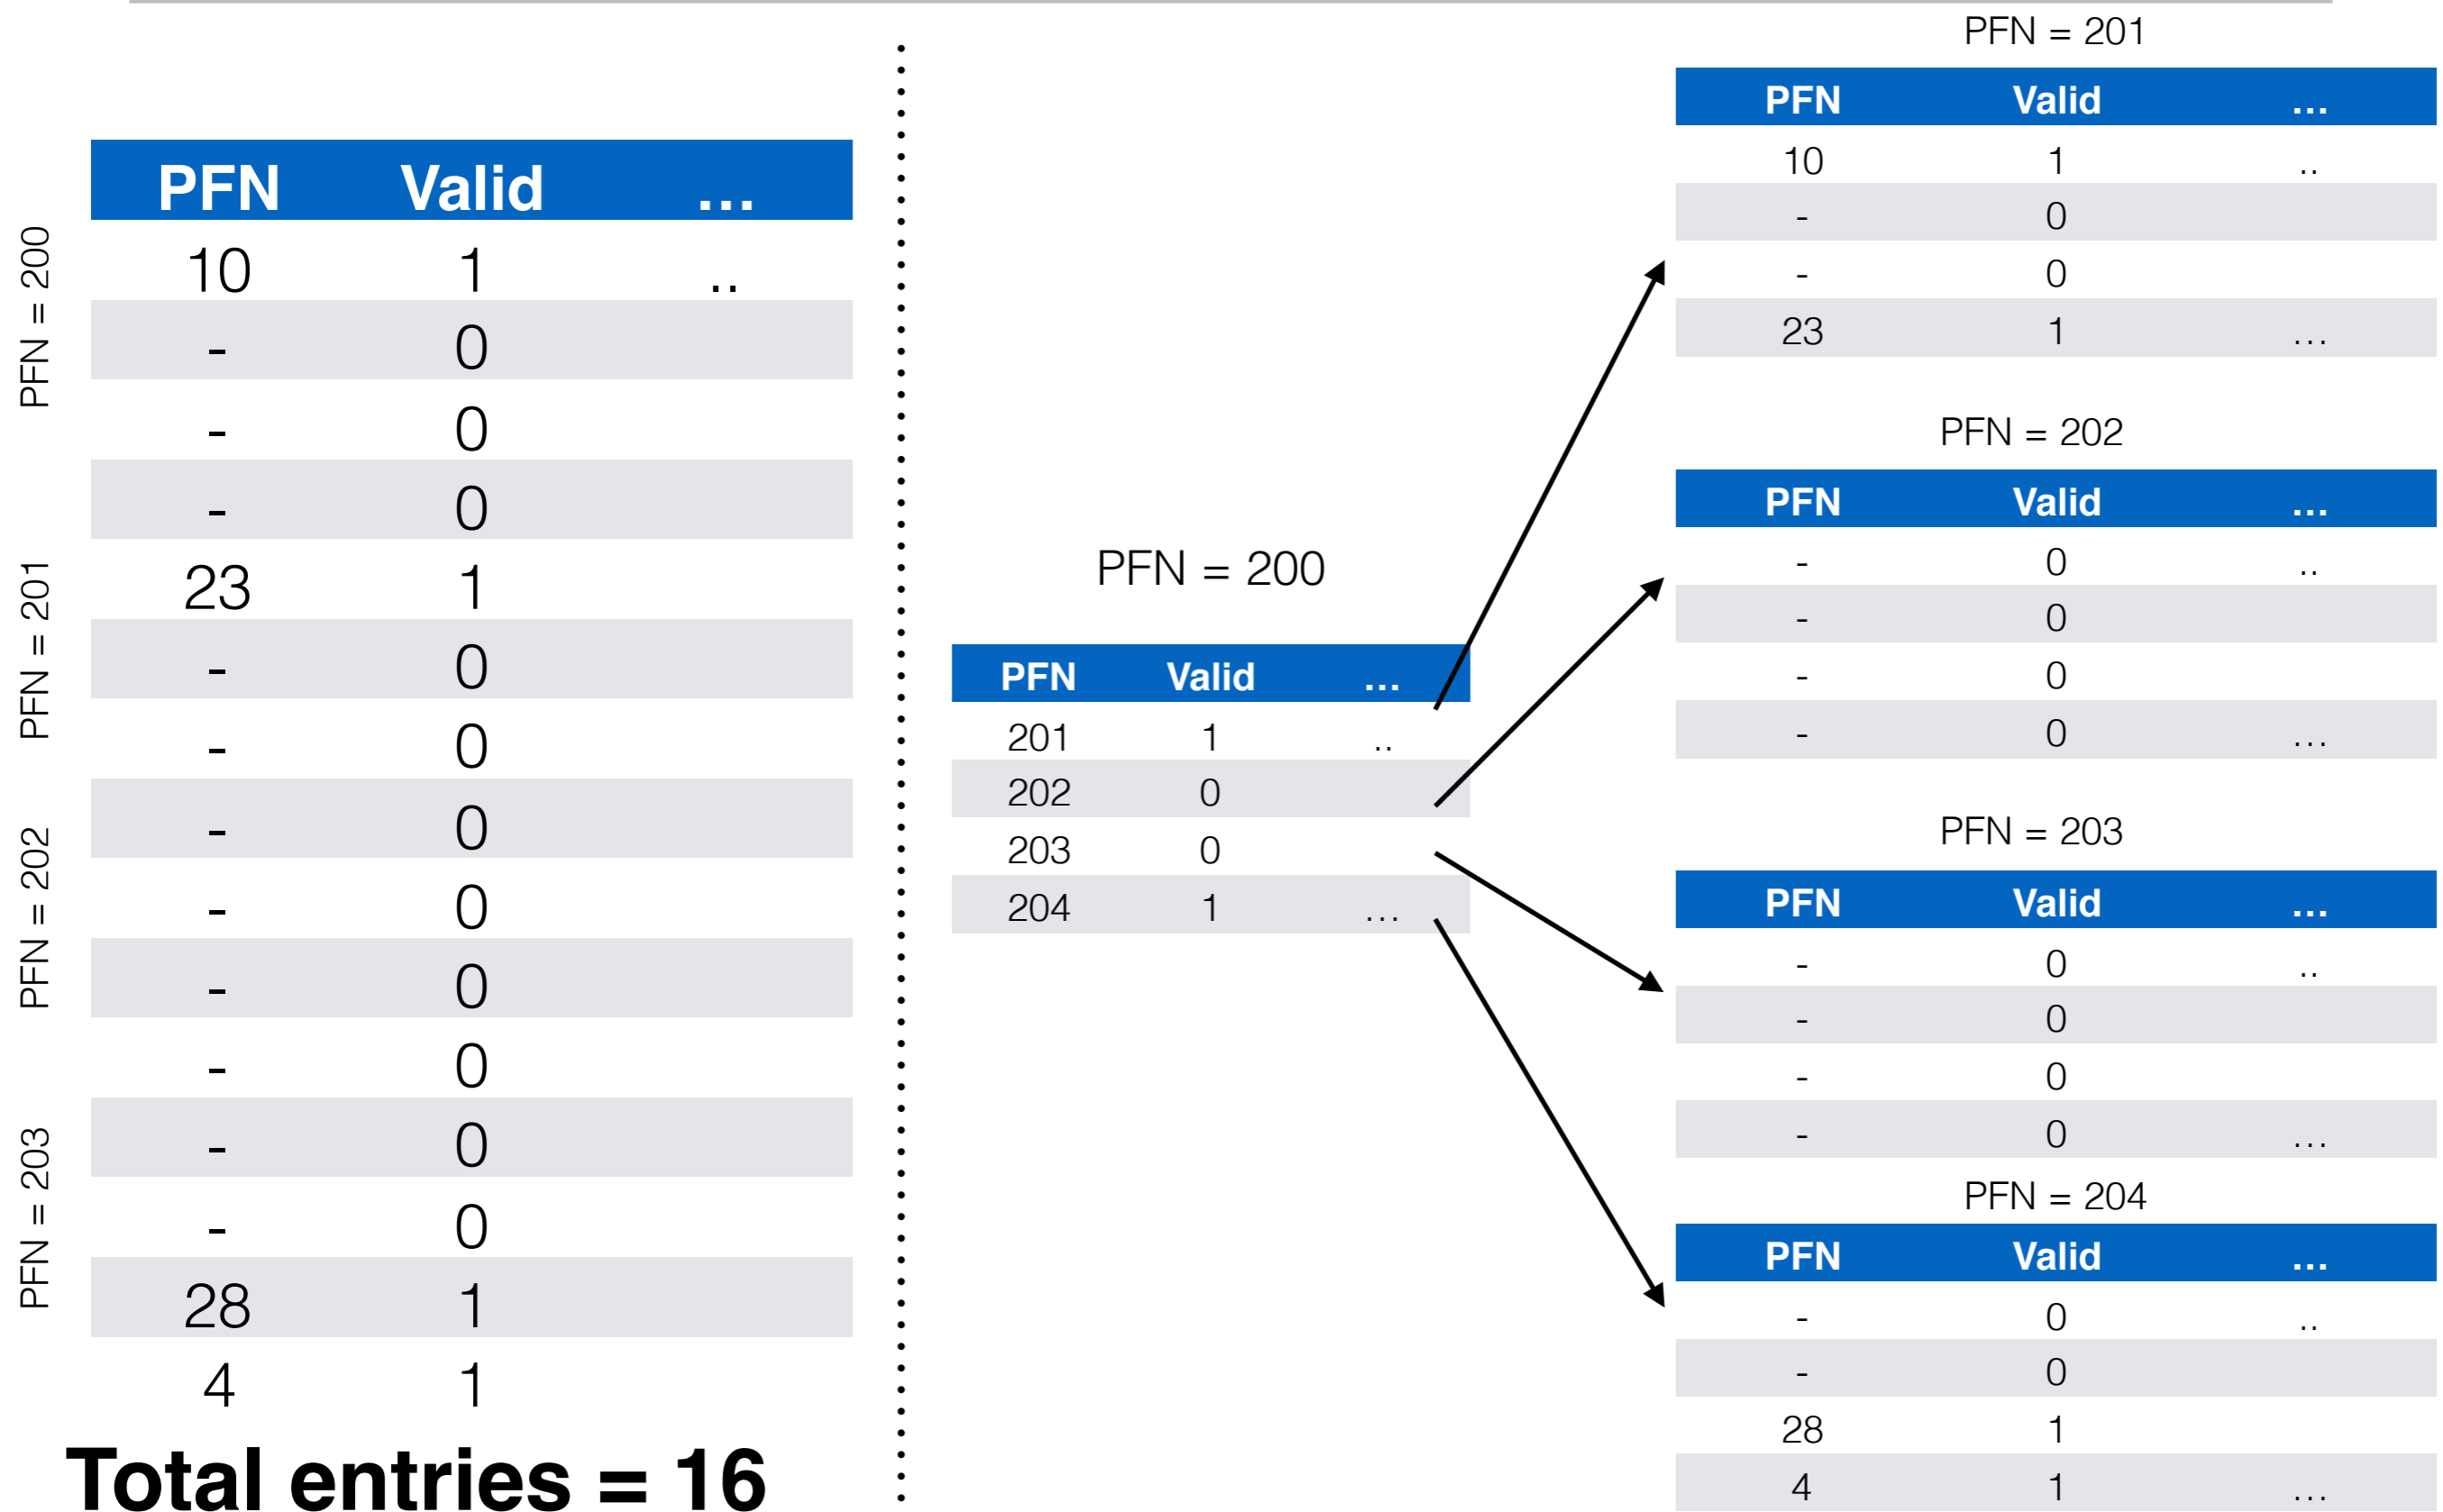 PFN = 200
PFN = 201
PFN = 202
PFN = 203
PFN Valid ...
10 1 ..
- 0
- 0
- 0
23 1
- 0
- 0
- 0
- 0
- 0
- 0
- 0
- 0
28 1
4 1
Total entries = 16
PFN = 200
PFN Valid ...
201 1 ..
202 0
203 0
204 1 ...
PFN = 201
PFN Valid ...
10 1 ..
- 0
- 0
23 1 ...
PFN = 202
PFN Valid ...
- 0 ..
- 0
- 0
- 0 ...
PFN = 203
PFN Valid ...
- 0 ..
- 0
- 0
- 0 ...
PFN = 204
PFN Valid ...
- 0 ..
- 0
28 1
4 1 ...